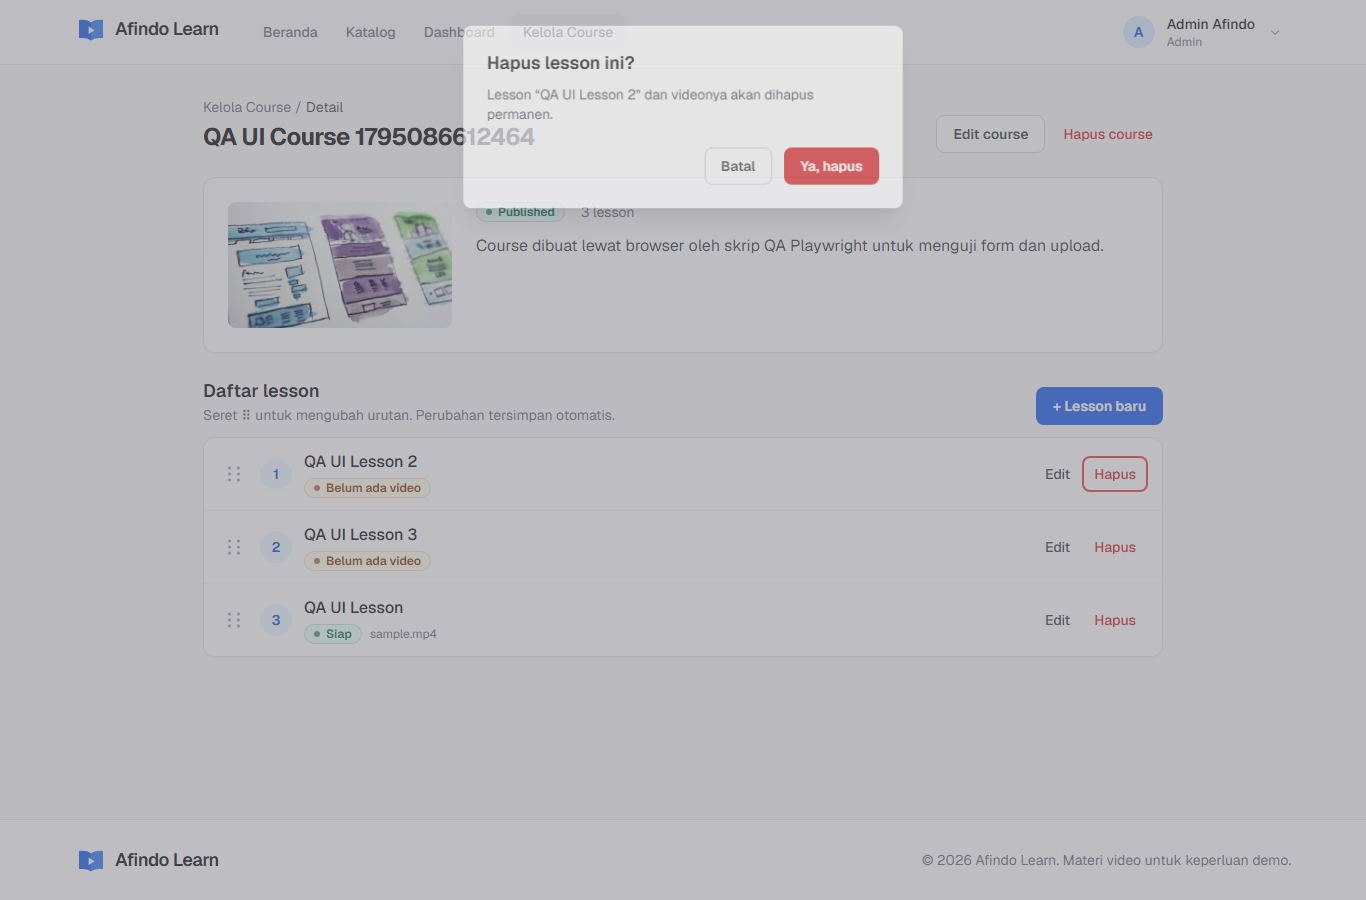 Afindo Learn
Beranda
Katalog
Dashboard
Kelola Course
A
Admin Afindo
Admin
Hapus lesson ini?
Lesson “QA UI Lesson 2” dan videonya akan dihapus
permanen.
Batal
Ya, hapus
Kelola Course / Detail
QA UI Course 1795086612464
Edit course
Hapus course
Published
3 lesson
Course dibuat lewat browser oleh skrip QA Playwright untuk menguji form dan upload.
Daftar lesson
Seret ⠿ untuk mengubah urutan. Perubahan tersimpan otomatis.
+ Lesson baru
1
QA UI Lesson 2
Belum ada video
Edit
Hapus
2
QA UI Lesson 3
Belum ada video
Edit
Hapus
3
QA UI Lesson
Siap
sample.mp4
Edit
Hapus
Afindo Learn
© 2026 Afindo Learn. Materi video untuk keperluan demo.